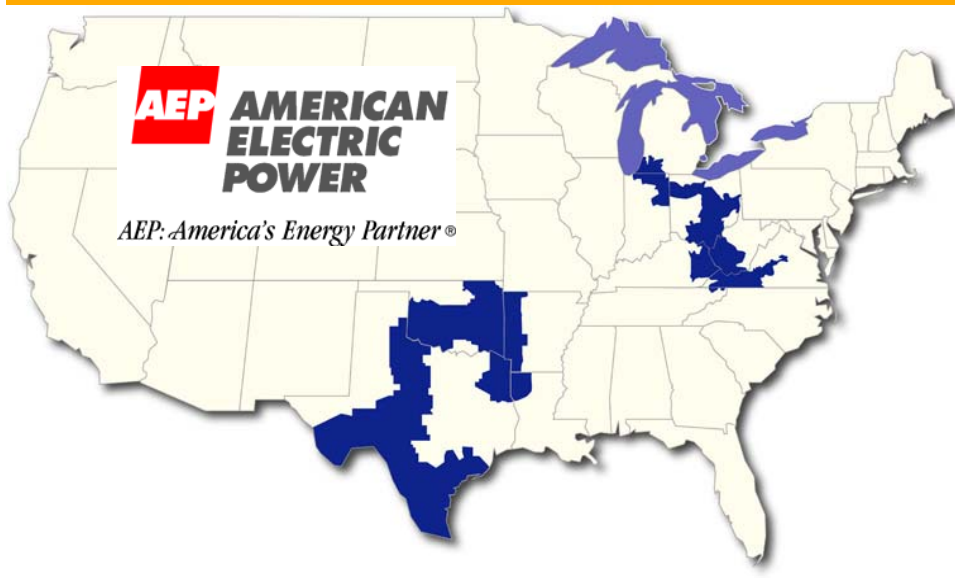 AEP
AMERICAN
ELECTRIC
POWER
AEP: America's Energy Partner ®